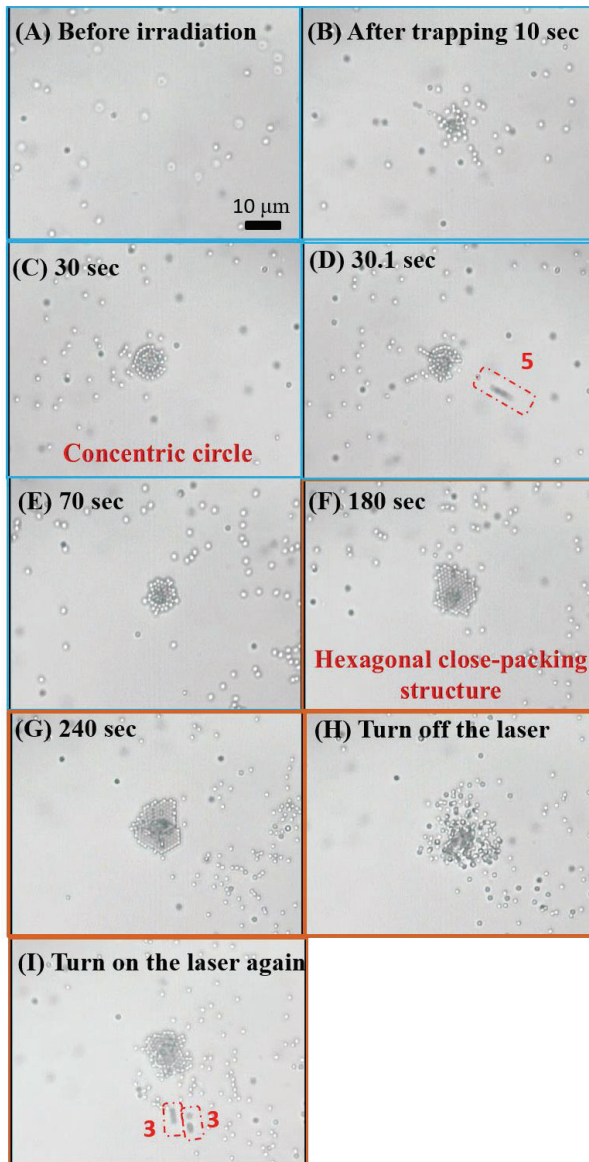 (A) Before irradiation
10 μm
(B) After trapping 10 sec
(C) 30 sec
Concentric circle
(D) 30.1 sec
5
(E) 70 sec
(F) 180 sec
Hexagonal close-packing
structure
(G) 240 sec
(H) Turn off the laser
(I) Turn on the laser again
3
3